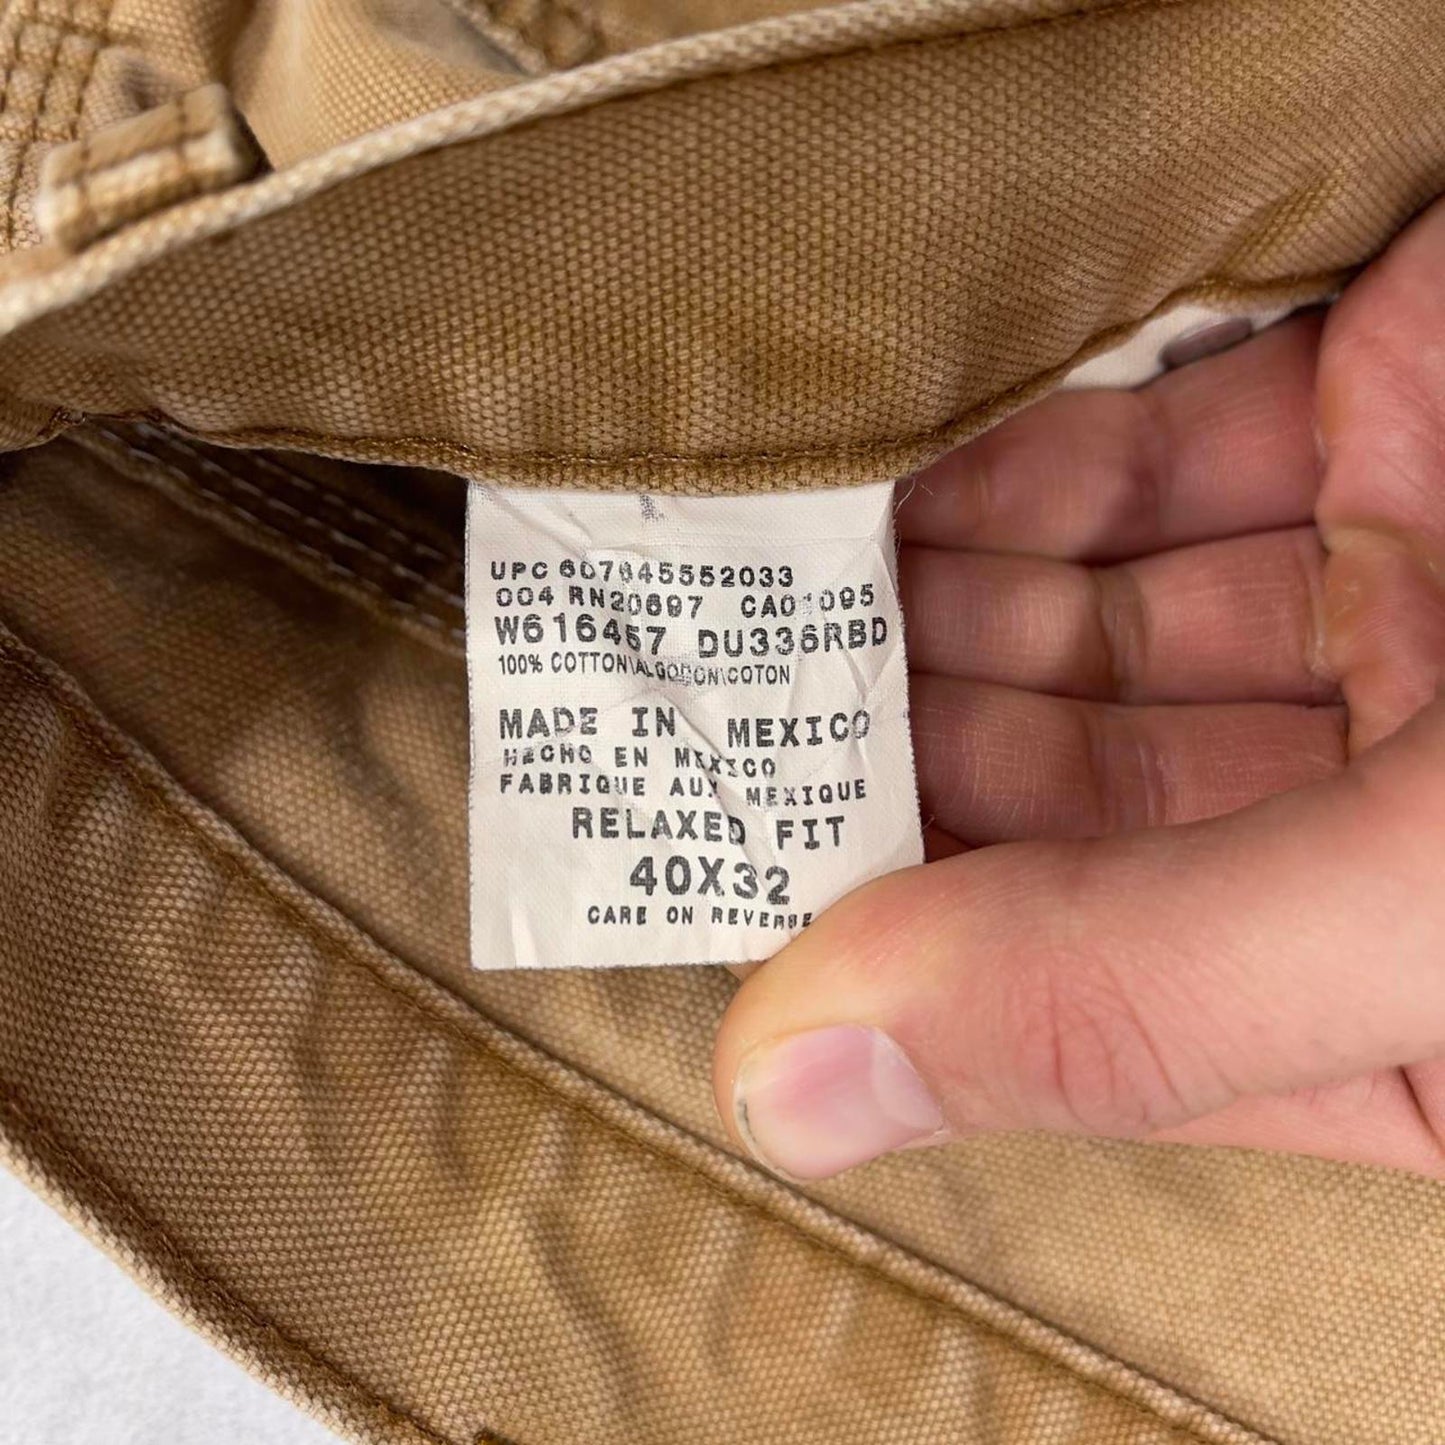 UPC 607645552033
004 RN20697 CA01095
W616457 DU336RBD
100% COTTON\ALGODON\COTON
MADE IN MEXICO
HECHO EN MEXICO
FABRIQUE AUX MEXIQUE
RELAXED FIT
40X32
CARE ON REVERSE